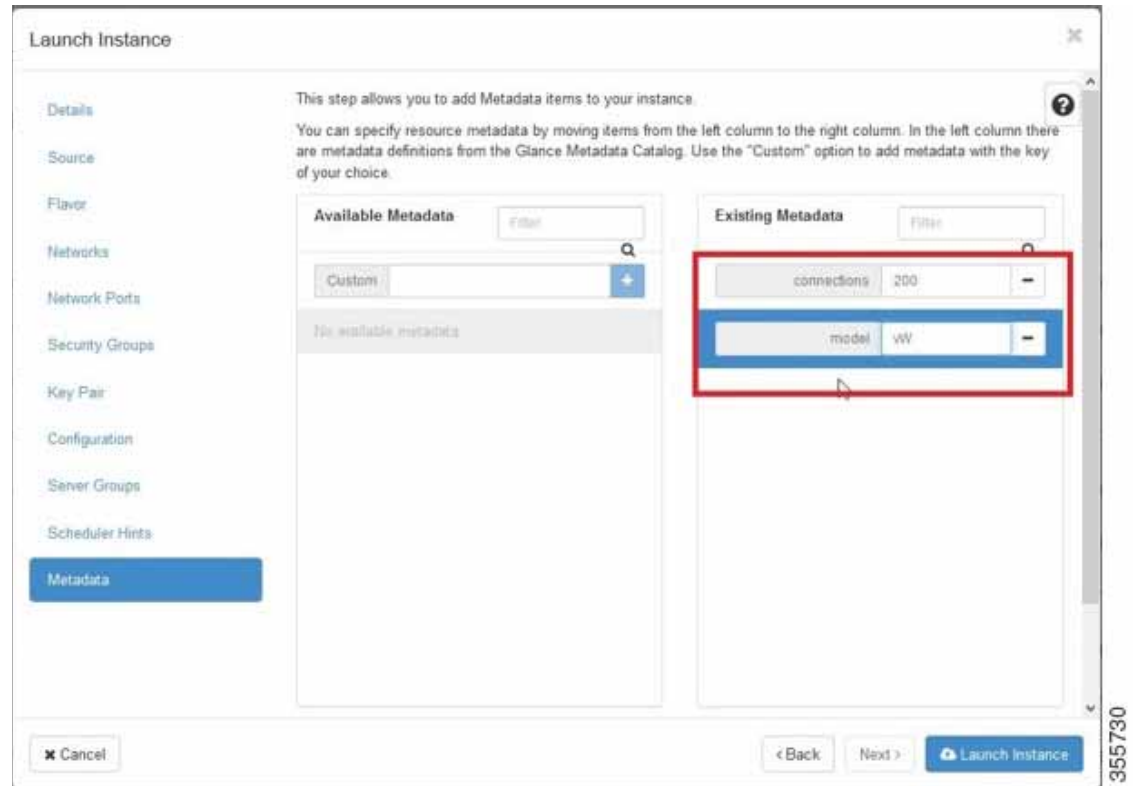 Launch Instance
Details
Source
Flavor
Networks
Network Ports
Security Groups
Key Pair
Configuration
Server Groups
Scheduler Hints
Metadata
This step allows you to add Metadata items to your instance.
You can specify resource metadata by moving items from the left column to the right column. In the left column there
are metadata definitions from the Glance Metadata Catalog. Use the "Custom" option to add metadata with the key
of your choice.
Available Metadata
Filter
Custom
No available metadata
Existing Metadata
Filter
connections 200
model vW
Cancel
< Back
Next >
Launch Instance
355730